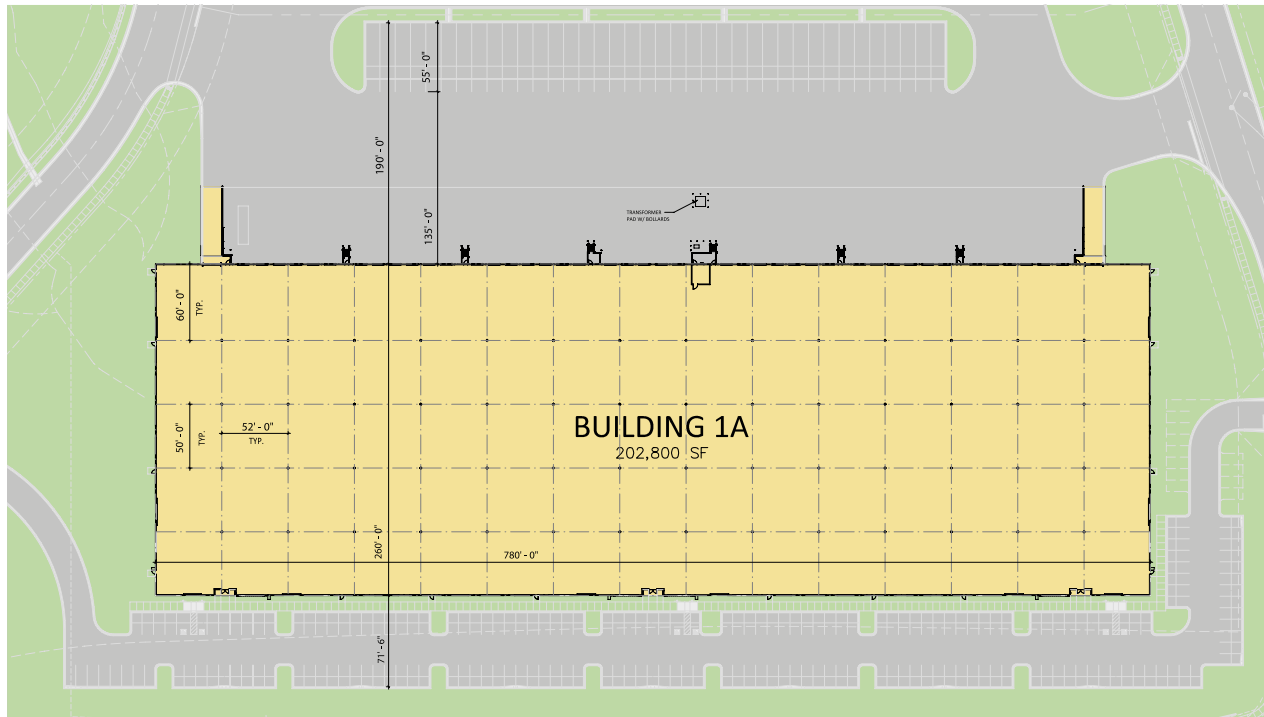 55' - 0"
190' - 0"
135' - 0"
TRANSFORMER
PAD W/ BOLLARDS
60' - 0"
TYP.
50' - 0"
TYP.
52' - 0"
TYP.
BUILDING 1A
202,800 SF
260' - 0"
780' - 0"
71' - 6"